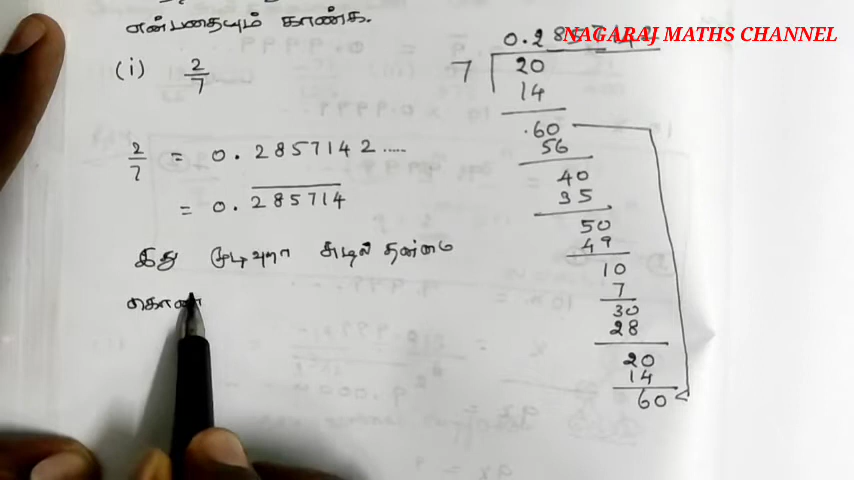 என்பதையும் காண்க.
NAGARAJ MATHS CHANNEL
(i) 2/7
0.2857142
7 20
14
.60
56
40
35
50
49
10
7
30
28
20
14
60
2/7 = 0.2857142.....
= 0.285714
இது முடிவுறா சுழல் தன்மை
கொண